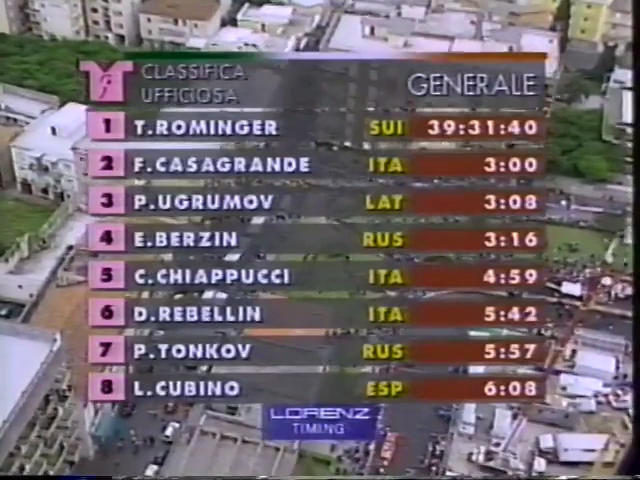 CLASSIFICA
UFFICIOSA
GENERALE
1 T.ROMINGER SUI 39:31:40
2 F.CASAGRANDE ITA 3:00
3 P.UGRUMOV LAT 3:08
4 E.BERZIN RUS 3:16
5 C.CHIAPPUCCI ITA 4:59
6 D.REBELLIN ITA 5:42
7 P.TONKOV RUS 5:57
8 L.CUBINO ESP 6:08
LORENZ
TIMING